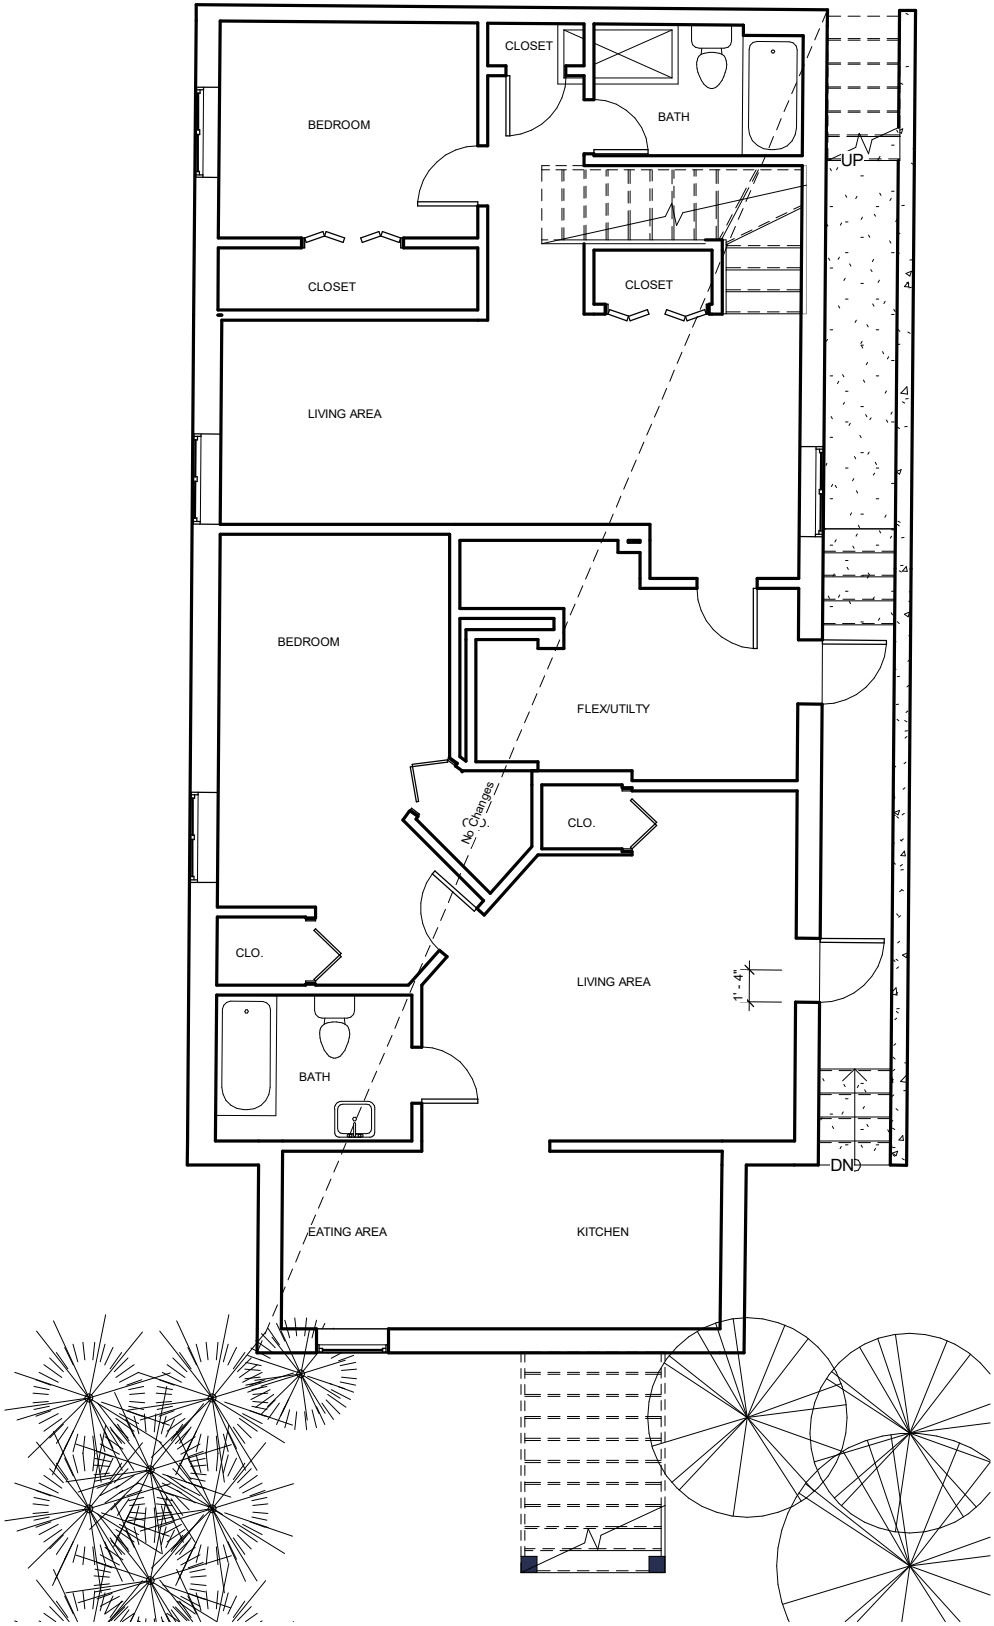 CLOSET
BATH
BEDROOM
UP
CLOSET
CLOSET
LIVING AREA
BEDROOM
FLEX/UTILTY
No Changes
CLO.
CLO.
LIVING AREA
1' - 4"
BATH
DN
EATING AREA
KITCHEN